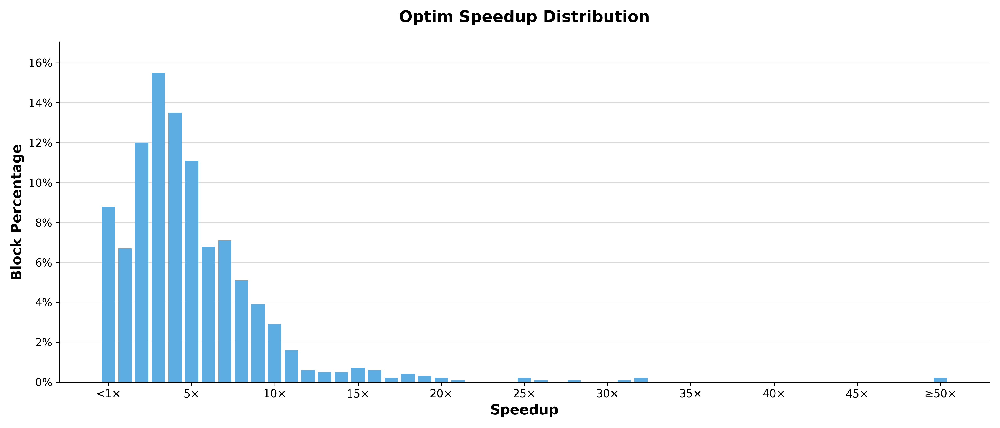 Optim Speedup Distribution
Block Percentage
16%
14%
12%
10%
8%
6%
4%
2%
0%
<1× 5× 10× 15× 20× 25× 30× 35× 40× 45× ≥50×
Speedup